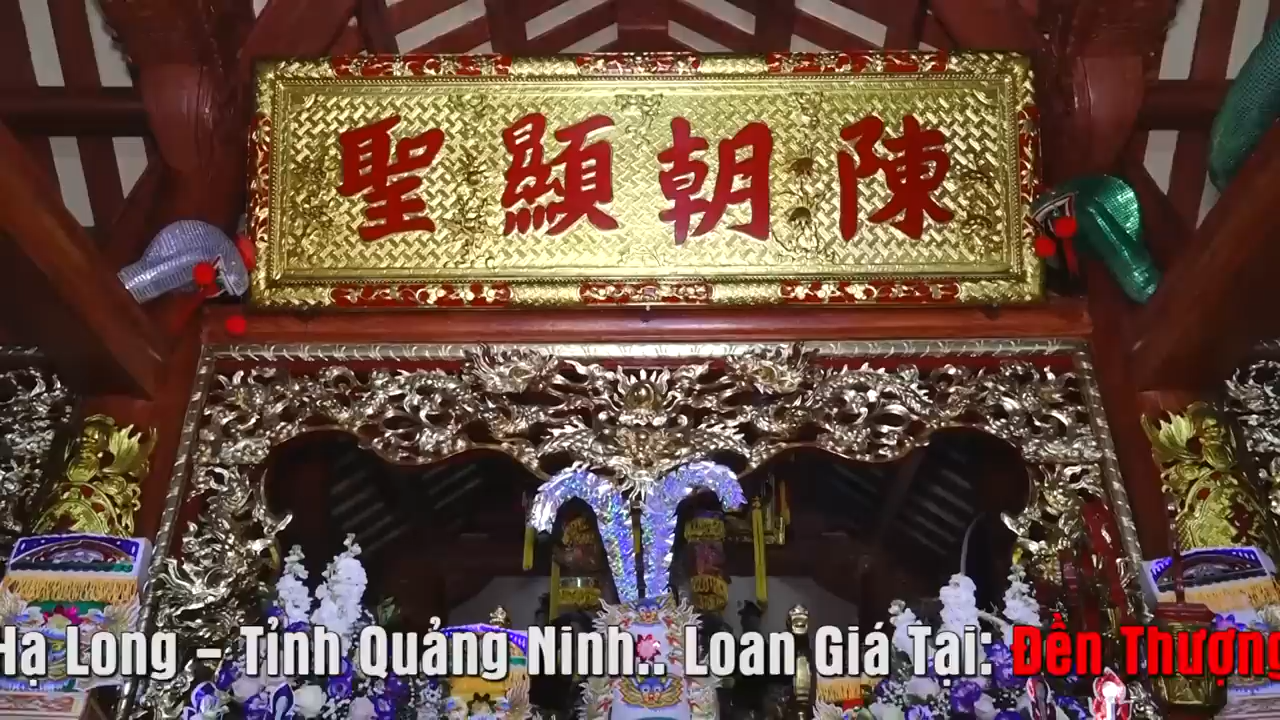 陳朝顯聖
Hạ Long - Tỉnh Quảng Ninh.. Loan Giá Tại: Đền Thượng